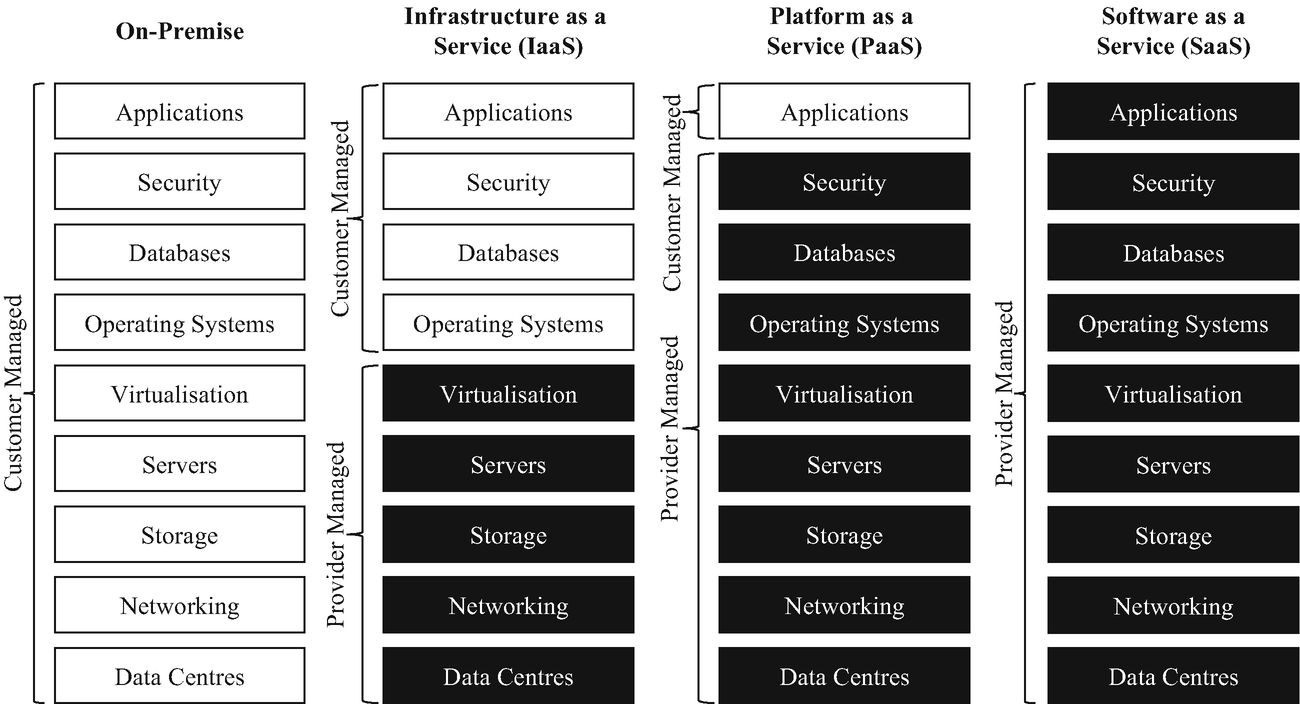 On-Premise
Customer Managed
Applications
Security
Databases
Operating Systems
Virtualisation
Servers
Storage
Networking
Data Centres
Infrastructure as a
Service (IaaS)
Customer Managed
Provider Managed
Applications
Security
Databases
Operating Systems
Virtualisation
Servers
Storage
Networking
Data Centres
Platform as a
Service (PaaS)
Customer Managed
Provider Managed
Applications
Security
Databases
Operating Systems
Virtualisation
Servers
Storage
Networking
Data Centres
Software as a
Service (SaaS)
Provider Managed
Applications
Security
Databases
Operating Systems
Virtualisation
Servers
Storage
Networking
Data Centres